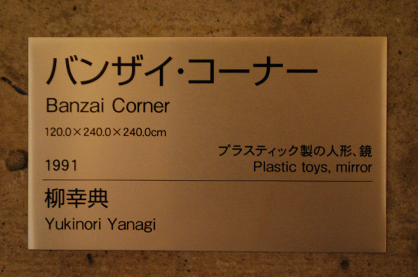 バンザイ・コーナー
Banzai Corner
120.0×240.0×240.0cm
プラスティック製の人形、鏡
1991 Plastic toys, mirror
柳幸典
Yukinori Yanagi